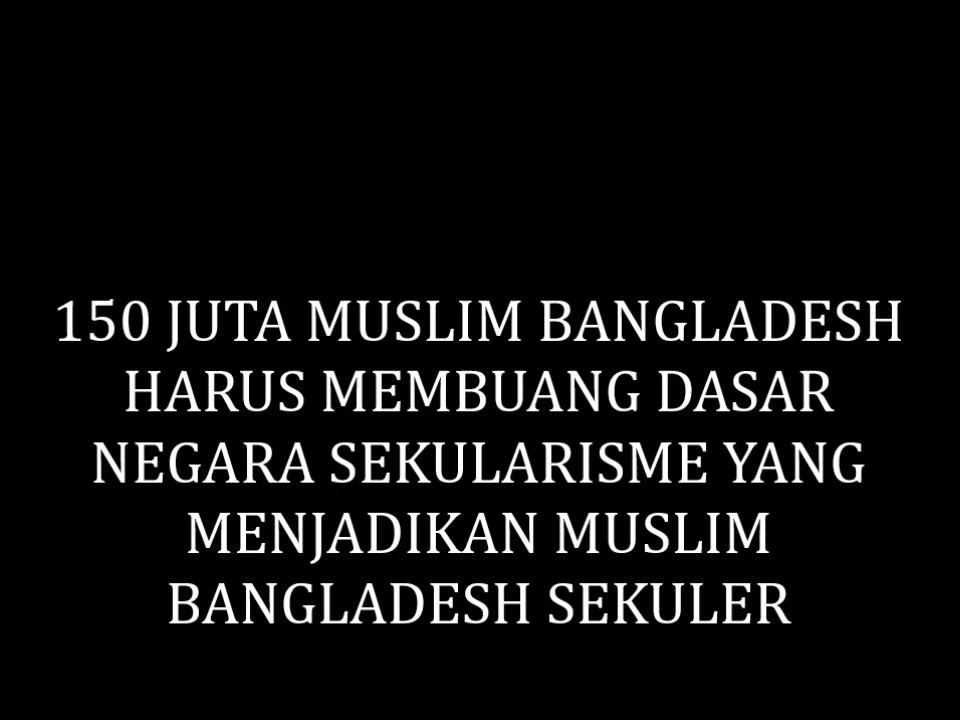 150 JUTA MUSLIM BANGLADESH
HARUS MEMBUANG DASAR
NEGARA SEKULARISME YANG
MENJADIKAN MUSLIM
BANGLADESH SEKULER